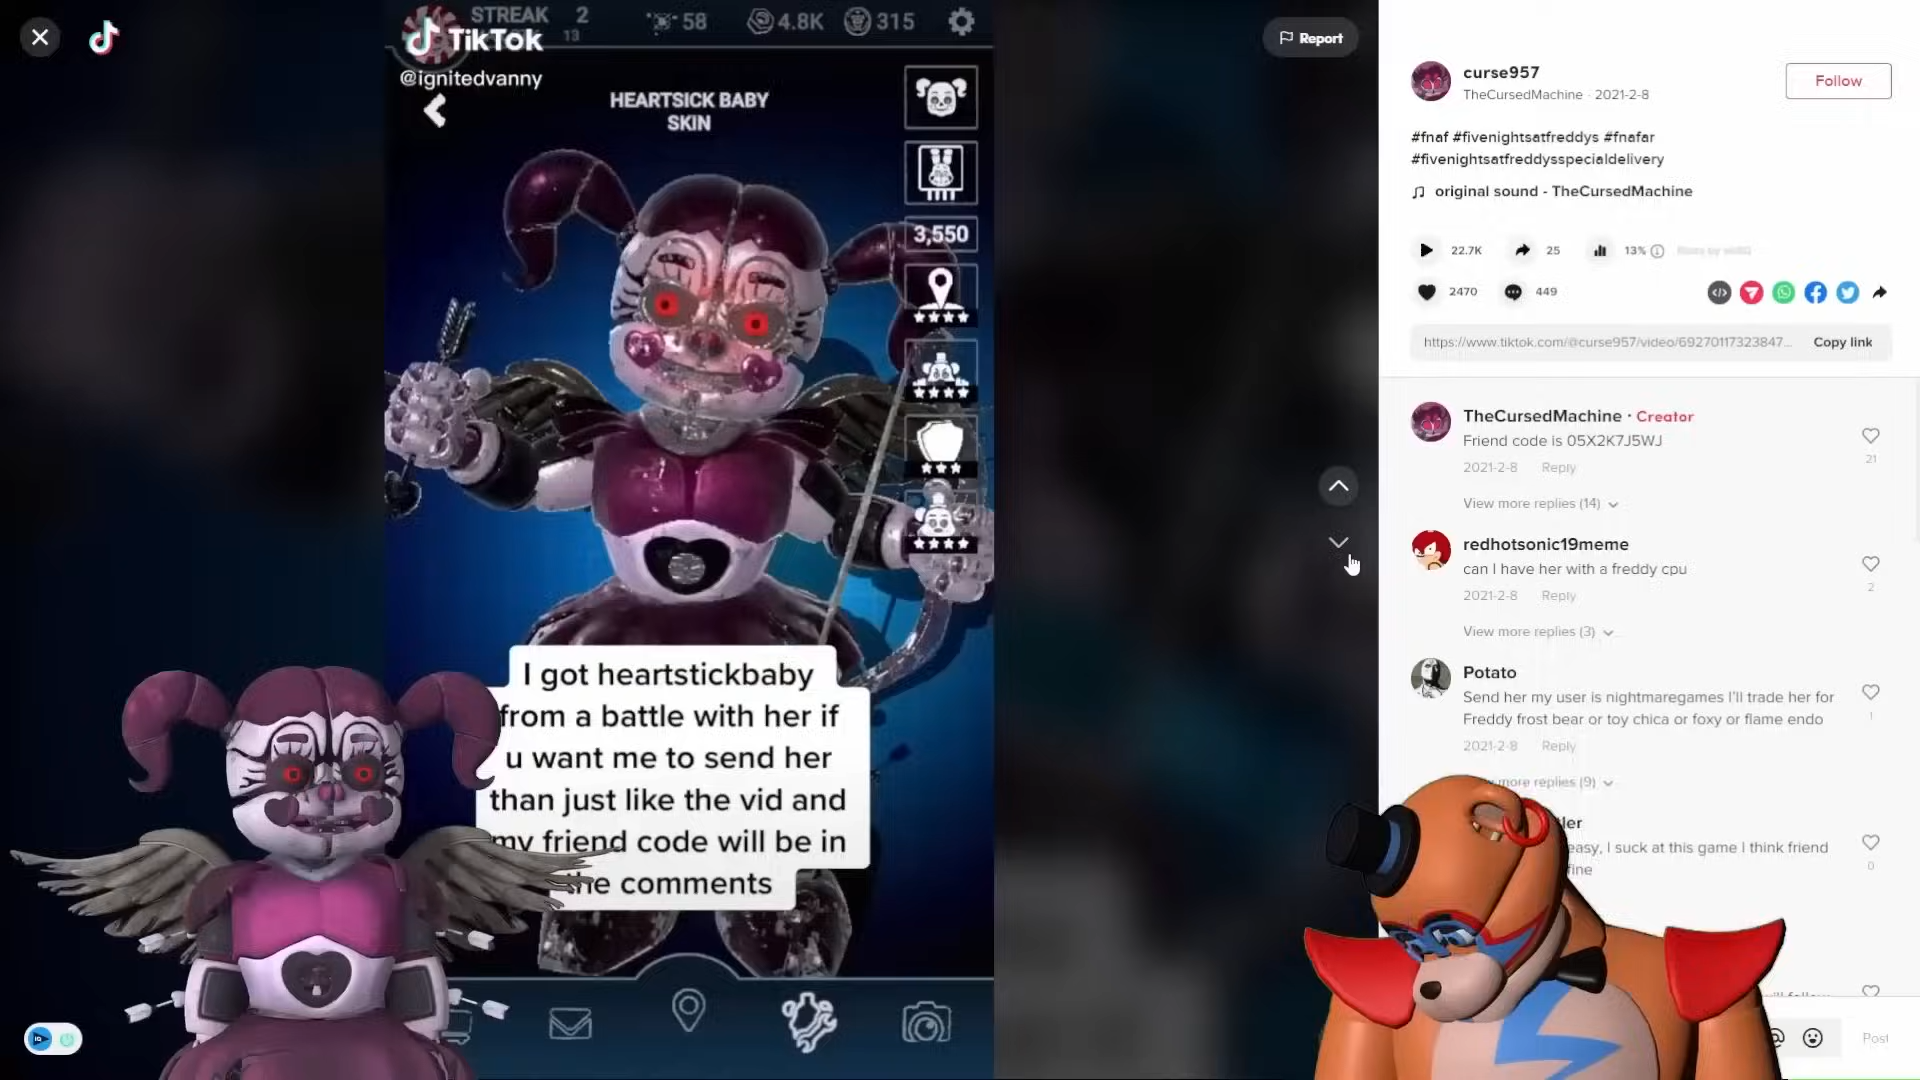 STREAK 2
13
58
4.8K
315
TikTok
@ignitedvanny
HEARTSICK BABY
SKIN
3,550
I got heartstickbaby
from a battle with her if
u want me to send her
than just like the vid and
my friend code will be in
the comments
Report
curse957
TheCursedMachine · 2021-2-8
Follow
#fnaf #fivenightsatfreddys #fnafar
#fivenightsatfreddysspecialdelivery
original sound - TheCursedMachine
22.7K
25
13%
2470
449
https://www.tiktok.com/@curse957/video/69270117323847...
Copy link
TheCursedMachine · Creator
Friend code is 05X2K7J5WJ
21
2021-2-8 Reply
View more replies (14)
redhotsonic19meme
can I have her with a freddy cpu
2
2021-2-8 Reply
View more replies (3)
Potato
Send her my user is nightmaregames I'll trade her for
Freddy frost bear or toy chica or foxy or flame endo
1
2021-2-8 Reply
more replies (9)
ler
easy, I suck at this game I think friend
fine
0
Post